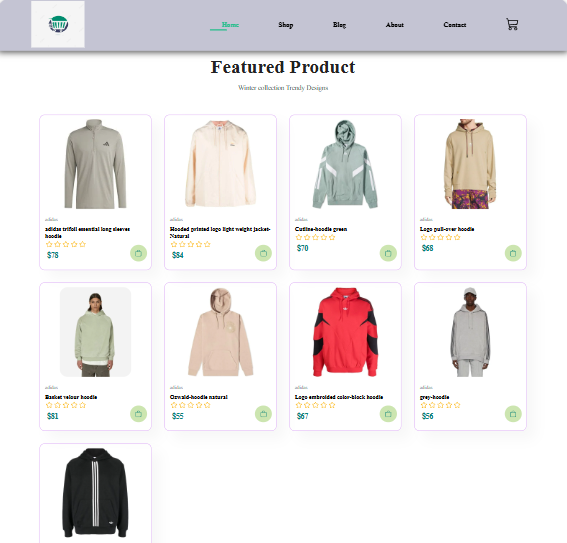 Home Shop Blog About Contact
Featured Product
Winter collection Trendy Designs
adidas
adidas trifoil essential long sleeves
hoodie
$78
adidas
Hooded printed logo light weight jacket-
Natural
$84
adidas
Cutline-hoodie green
$70
adidas
Logo pull-over hoodie
$68
adidas
Basket velour hoodie
$81
adidas
Ozwald-hoodie natural
$55
adidas
Logo embroided color-block hoodie
$67
adidas
grey-hoodie
$56